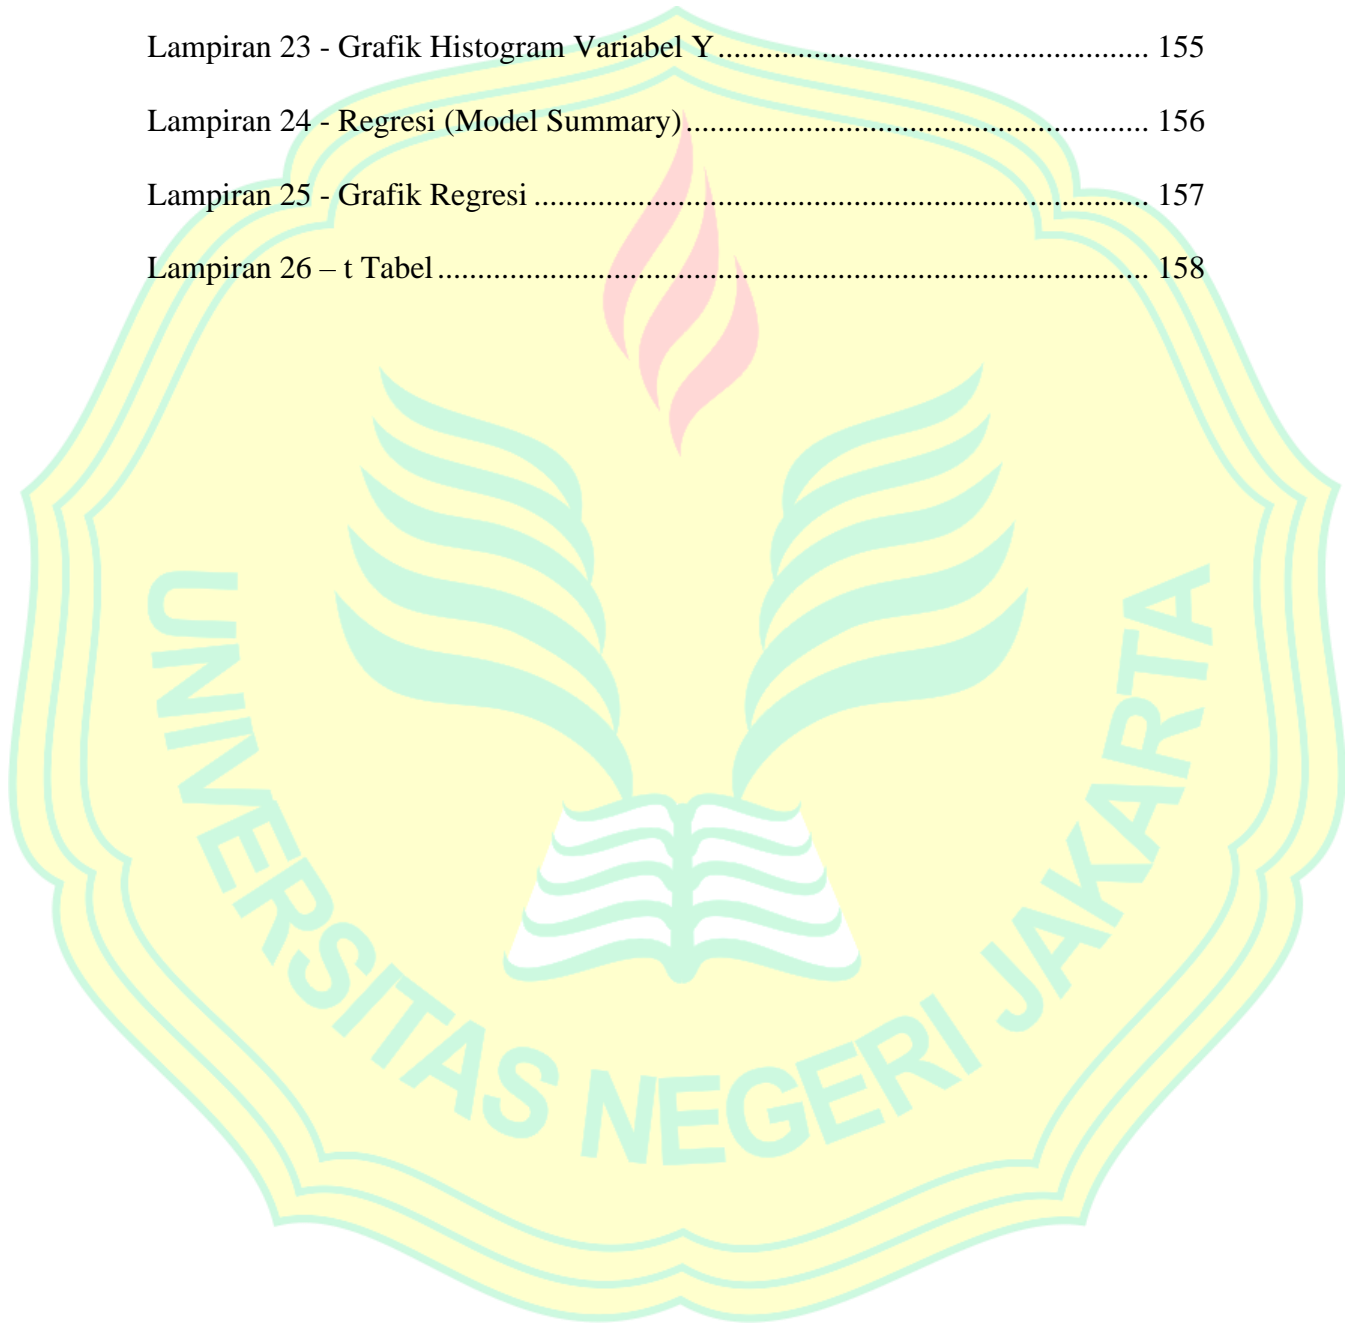 Lampiran 23 - Grafik Histogram Variabel Y ...................................................... 155
Lampiran 24 - Regresi (Model Summary) .......................................................... 156
Lampiran 25 - Grafik Regresi ............................................................................. 157
Lampiran 26 – t Tabel ......................................................................................... 158
UNIVERSITAS NEGERI JAKARTA